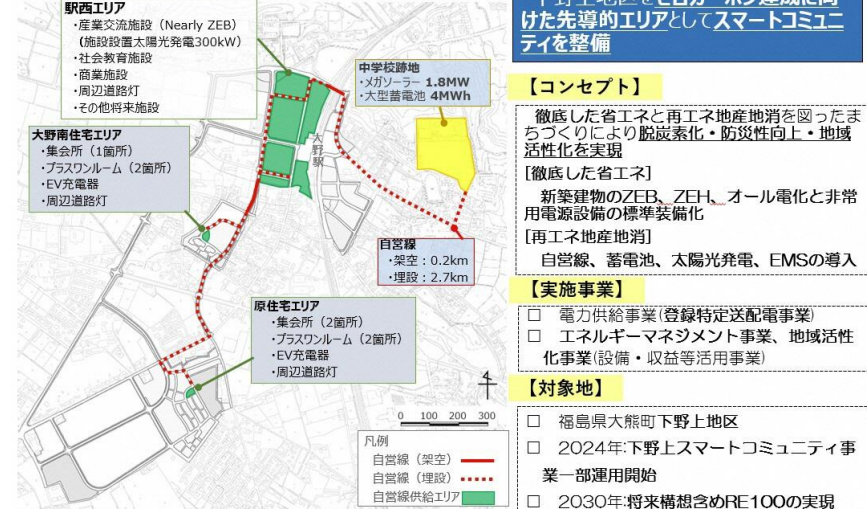 駅西エリア
・産業交流施設（Nearly ZEB）
(施設設置太陽光発電300kW)
・社会教育施設
・商業施設
・周辺道路灯
・その他将来施設
大野南住宅エリア
・集会所（1箇所）
・プラスワンルーム（2箇所）
・EV充電器
・周辺道路灯
中学校跡地
・メガソーラー 1.8MW
・大型蓄電池 4MWh
大野駅
自営線
・架空：0.2km
・埋設：2.7km
原住宅エリア
・集会所（2箇所）
・プラスワンルーム（2箇所）
・EV充電器
・周辺道路灯
0 100 200 300
凡例
自営線（架空）
自営線（埋設）
自営線供給エリア
下野上地区をゼロカーボン達成に向
けた先導的エリアとしてスマートコミュニ
ティを整備
【コンセプト】
徹底した省エネと再エネ地産地消を図ったま
ちづくりにより脱炭素化・防災性向上・地域
活性化を実現
[徹底した省エネ]
新築建物のZEB、ZEH、オール電化と非常
用電源設備の標準装備化
[再エネ地産地消]
自営線、蓄電池、太陽光発電、EMSの導入
【実施事業】
□ 電力供給事業(登録特定送配電事業)
□ エネルギーマネジメント事業、地域活性
化事業(設備・収益等活用事業)
【対象地】
□ 福島県大熊町下野上地区
□ 2024年:下野上スマートコミュニティ事
業一部運用開始
□ 2030年:将来構想含めRE100の実現